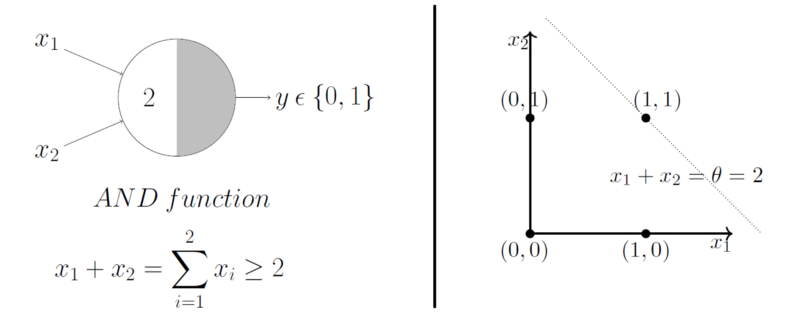 x₁
2
y ϵ {0, 1}
x₂
AND function
x₁ + x₂ = ∑_{i=1}^{2} xᵢ ≥ 2
x₂
(0, 1)
(1, 1)
x₁ + x₂ = θ = 2
x₁
(0, 0)
(1, 0)